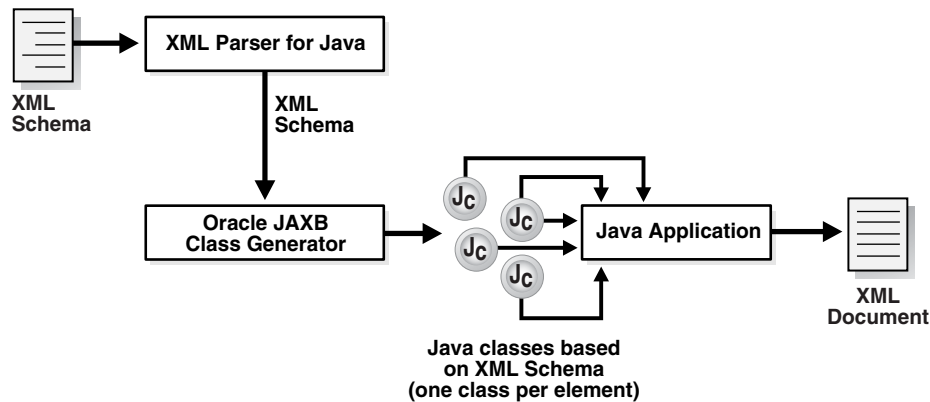 XML Parser for Java
XML
Schema
XML
Schema
Oracle JAXB
Class Generator
Jc
Jc
Jc
Jc
Java Application
XML
Document
Java classes based
on XML Schema
(one class per element)